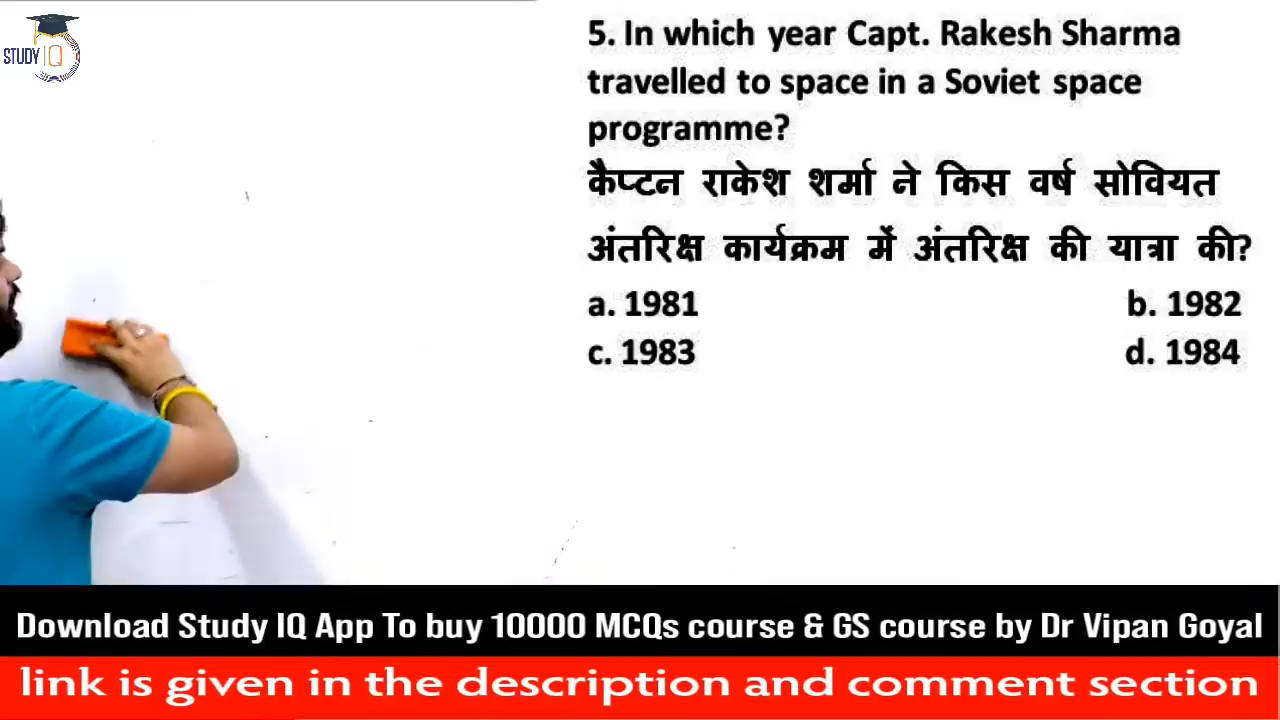 STUDY IQ
5. In which year Capt. Rakesh Sharma
travelled to space in a Soviet space
programme?
कैप्टन राकेश शर्मा ने किस वर्ष सोवियत
अंतरिक्ष कार्यक्रम में अंतरिक्ष की यात्रा की?
a. 1981 b. 1982
c. 1983 d. 1984
Download Study IQ App To buy 10000 MCQs course & GS course by Dr Vipan Goyal
link is given in the description and comment section